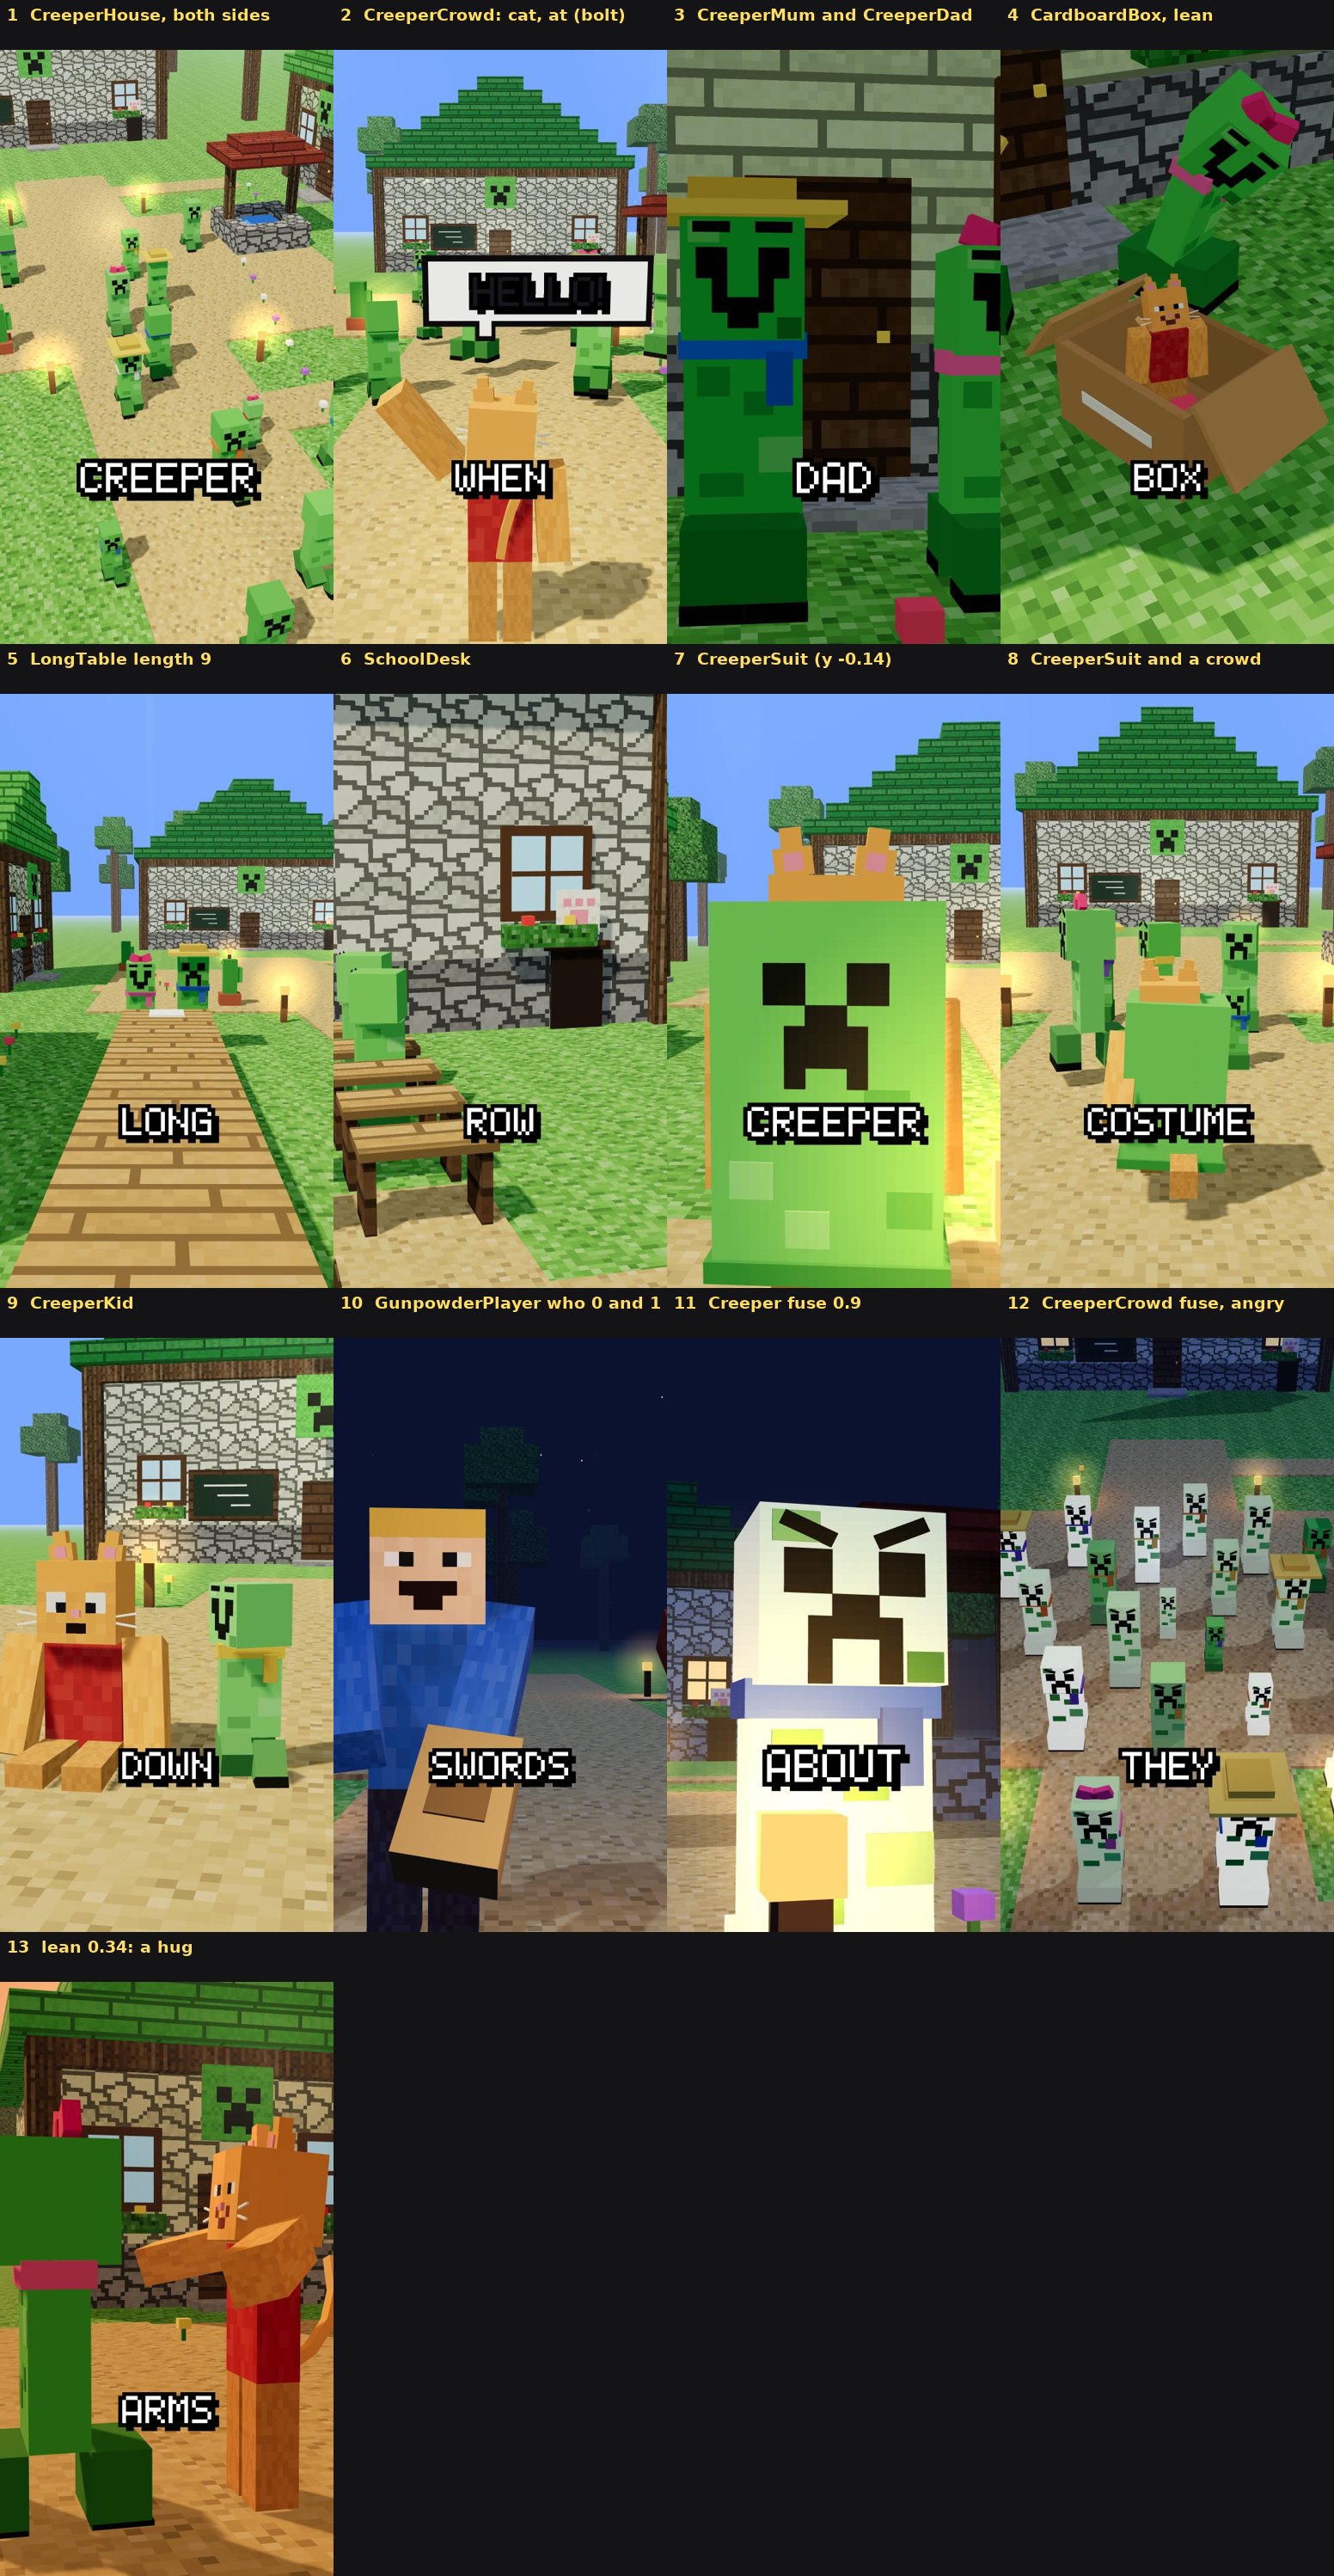 1 CreeperHouse, both sides
2 CreeperCrowd: cat, at (bolt)
3 CreeperMum and CreeperDad
4 CardboardBox, lean
HELLO!
CREEPER
WHEN
DAD
BOX
5 LongTable length 9
6 SchoolDesk
7 CreeperSuit (y -0.14)
8 CreeperSuit and a crowd
LONG
ROW
CREEPER
COSTUME
9 CreeperKid
10 GunpowderPlayer who 0 and 1
11 Creeper fuse 0.9
12 CreeperCrowd fuse, angry
DOWN
SWORDS
ABOUT
THEY
13 lean 0.34: a hug
ARMS